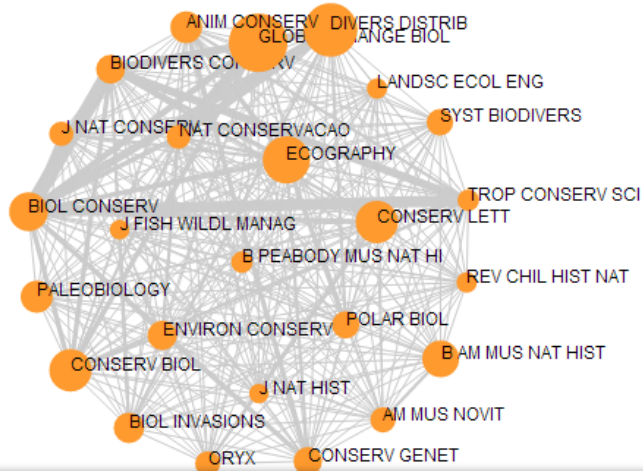 ANIM CONSERV
DIVERS DISTRIB
GLOB CHANGE BIOL
BIODIVERS CONSERV
LANDSC ECOL ENG
SYST BIODIVERS
J NAT CONSERV
NAT CONSERVACAO
ECOGRAPHY
TROP CONSERV SCI
BIOL CONSERV
CONSERV LETT
J FISH WILDL MANAG
B PEABODY MUS NAT HI
REV CHIL HIST NAT
PALEOBIOLOGY
POLAR BIOL
ENVIRON CONSERV
B AM MUS NAT HIST
CONSERV BIOL
J NAT HIST
AM MUS NOVIT
BIOL INVASIONS
ORYX
CONSERV GENET